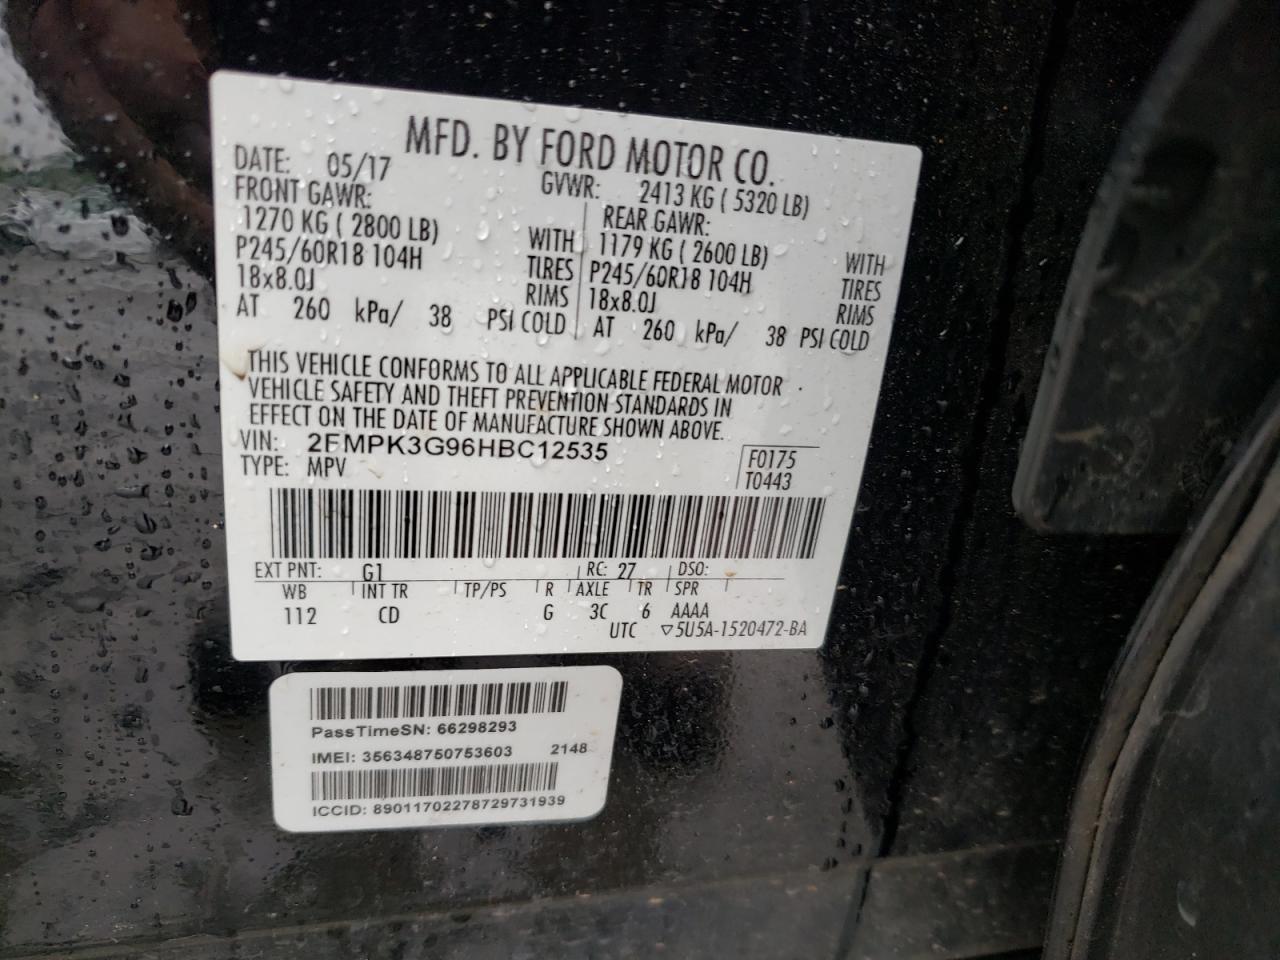 MFD. BY FORD MOTOR CO.
DATE: 05/17 GVWR: 2413 KG ( 5320 LB)
FRONT GAWR: REAR GAWR:
1270 KG ( 2800 LB) WITH 1179 KG ( 2600 LB) WITH
P245/60R18 104H TIRES P245/60R18 104H TIRES
18x8.0J RIMS 18x8.0J RIMS
AT 260 kPa/ 38 PSI COLD AT 260 kPa/ 38 PSI COLD
THIS VEHICLE CONFORMS TO ALL APPLICABLE FEDERAL MOTOR
VEHICLE SAFETY AND THEFT PREVENTION STANDARDS IN
EFFECT ON THE DATE OF MANUFACTURE SHOWN ABOVE.
VIN: 2FMPK3G96HBC12535 F0175
TYPE: MPV T0443
EXT PNT: G1 RC: 27 DSO:
WB INT TR TP/PS R AXLE TR SPR
112 CD G 3C 6 AAAA
UTC ▽5U5A-1520472-BA
PassTimeSN: 66298293
IMEI: 356348750753603 2148
ICCID: 89011702278729731939